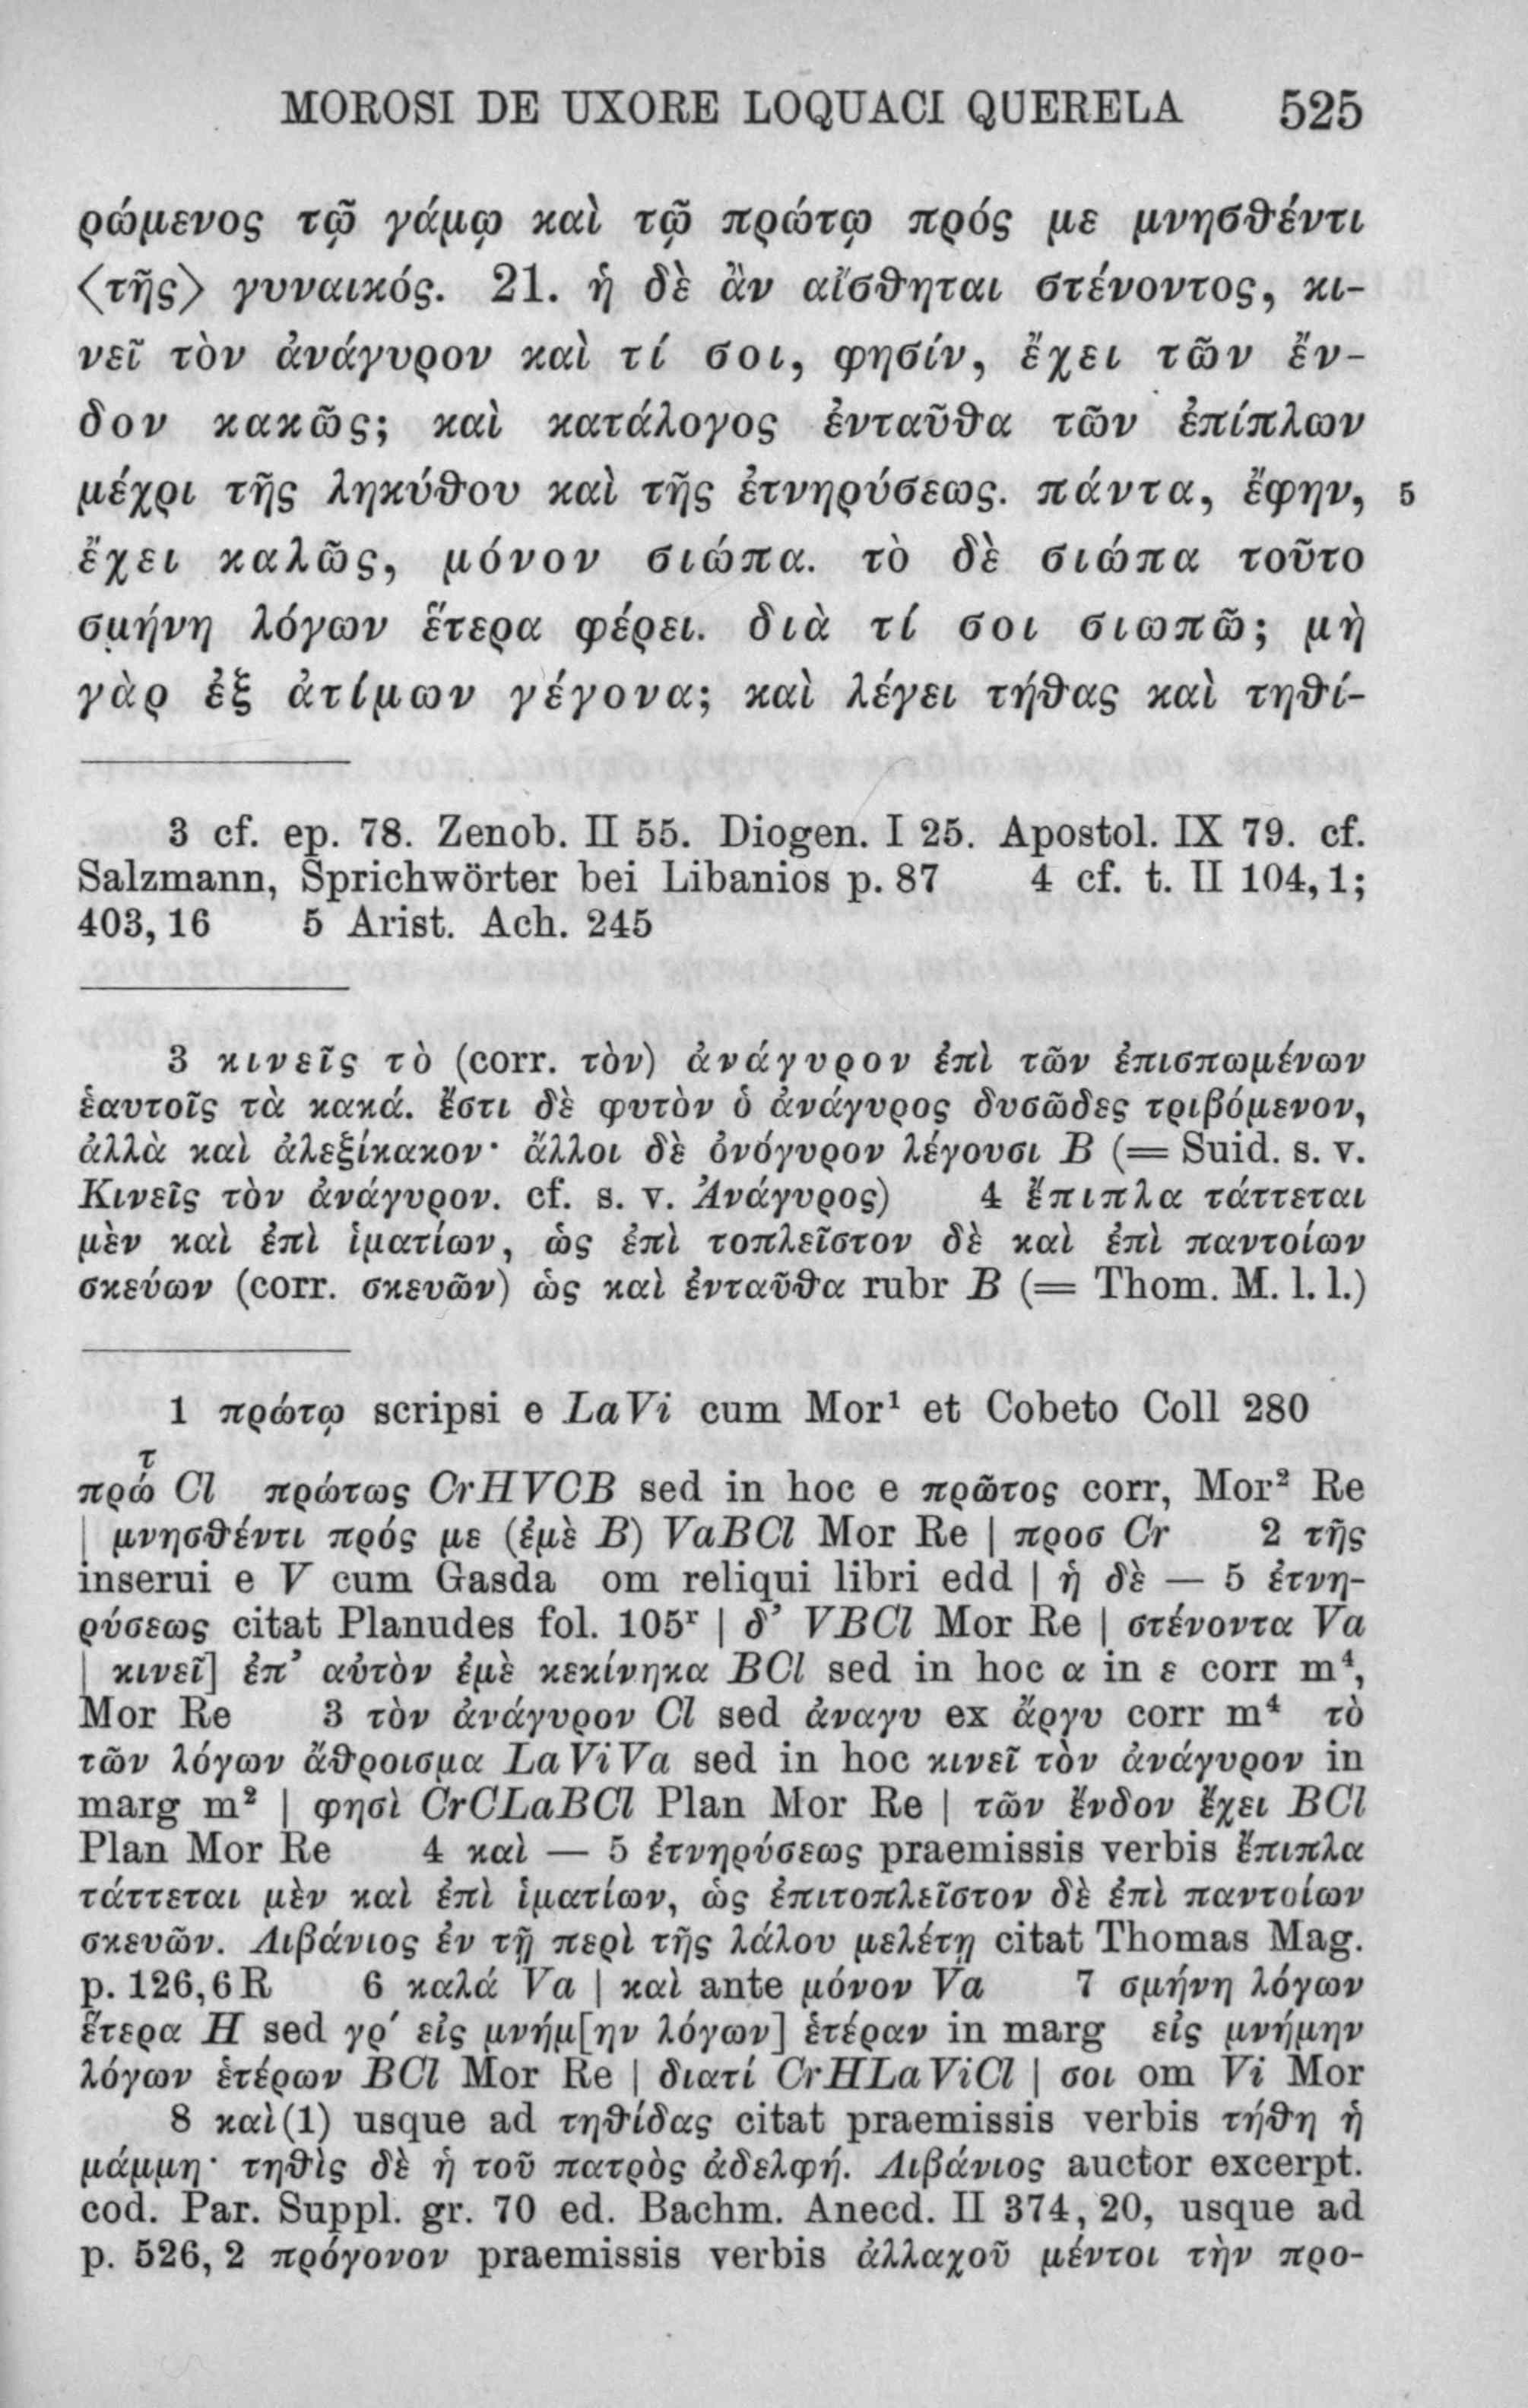 MOROSI DE UXORE LOQUACI QUERELA 525
ρώμενος τῷ γάμῳ καὶ τῷ πρώτῳ πρός με μνησθέντι
⟨τῆς⟩ γυναικός. 21. ἡ δὲ ἂν αἴσθηται στένοντος, κι-
νεῖ τὸν ἀνάγυρον καὶ τί σοι, φησίν, ἔχει τῶν ἔν-
δον κακῶς; καὶ κατάλογος ἐνταῦθα τῶν ἐπίπλων
μέχρι τῆς ληκύθου καὶ τῆς ἐτνηρύσεως. πάντα, ἔφην, 5
ἔχει καλῶς, μόνον σιώπα. τὸ δὲ σιώπα τοῦτο
σμήνη λόγων ἕτερα φέρει. διὰ τί σοι σιωπῶ; μὴ
γὰρ ἐξ ἀτίμων γέγονα; καὶ λέγει τήθας καὶ τηθί-
3 cf. ep. 78. Zenob. II 55. Diogen. I 25. Apostol. IX 79. cf.
Salzmann, Sprichwörter bei Libanios p. 87 4 cf. t. II 104, 1;
403, 16 5 Arist. Ach. 245
3 κινεῖς τὸ (corr. τὸν) ἀνάγυρον ἐπὶ τῶν ἐπισπωμένων
ἑαυτοῖς τὰ κακά. ἔστι δὲ φυτὸν ὁ ἀνάγυρος δυσῶδες τριβόμενον,
ἀλλὰ καὶ ἀλεξίκακον· ἄλλοι δὲ ὀνόγυρον λέγουσι B (= Suid. s. v.
Κινεῖς τὸν ἀνάγυρον. cf. s. v. Ἀνάγυρος) 4 ἔπιπλα τάττεται
μὲν καὶ ἐπὶ ἱματίων, ὡς ἐπὶ τοπλεῖστον δὲ καὶ ἐπὶ παντοίων
σκεύων (corr. σκευῶν) ὡς καὶ ἐνταῦθα rubr B (= Thom. M. l. l.)
1 πρώτῳ scripsi e LaVi cum Mor¹ et Cobeto Coll 280
τ
πρώ Cl πρώτως CrHVCB sed in hoc e πρῶτος corr, Mor² Re
| μνησθέντι πρός με (ἐμὲ B) VaBCl Mor Re | προσ Cr 2 τῆς
inserui e V cum Gasda om reliqui libri edd | ἡ δὲ — 5 ἐτνη-
ρύσεως citat Planudes fol. 105ʳ | δ’ VBCl Mor Re | στένοντα Va
| κινεῖ] ἐπ’ αὐτὸν ἐμὲ κεκίνηκα BCl sed in hoc α in ε corr m⁴,
Mor Re 3 τὸν ἀνάγυρον Cl sed ἀναγυ ex ἄργυ corr m⁴ τὸ
τῶν λόγων ἄθροισμα LaViVa sed in hoc κινεῖ τὸν ἀνάγυρον in
marg m² | φησὶ CrCLaBCl Plan Mor Re | τῶν ἔνδον ἔχει BCl
Plan Mor Re 4 καὶ — 5 ἐτνηρύσεως praemissis verbis ἔπιπλα
τάττεται μὲν καὶ ἐπὶ ἱματίων, ὡς ἐπιτοπλεῖστον δὲ ἐπὶ παντοίων
σκευῶν. Λιβάνιος ἐν τῇ περὶ τῆς λάλου μελέτῃ citat Thomas Mag.
p. 126, 6 R 6 καλά Va | καὶ ante μόνον Va 7 σμήνη λόγων
ἕτερα H sed γρ′ εἰς μνήμ[ην λόγων] ἑτέραν in marg εἰς μνήμην
λόγων ἑτέρων BCl Mor Re | διατί CrHLaViCl | σοι om Vi Mor
8 καὶ(1) usque ad τηθίδας citat praemissis verbis τήθη ἡ
μάμμη· τηθὶς δὲ ἡ τοῦ πατρὸς ἀδελφή. Λιβάνιος auctor excerpt.
cod. Par. Suppl. gr. 70 ed. Bachm. Anecd. II 374, 20, usque ad
p. 526, 2 πρόγονον praemissis verbis ἀλλαχοῦ μέντοι τὴν προ-